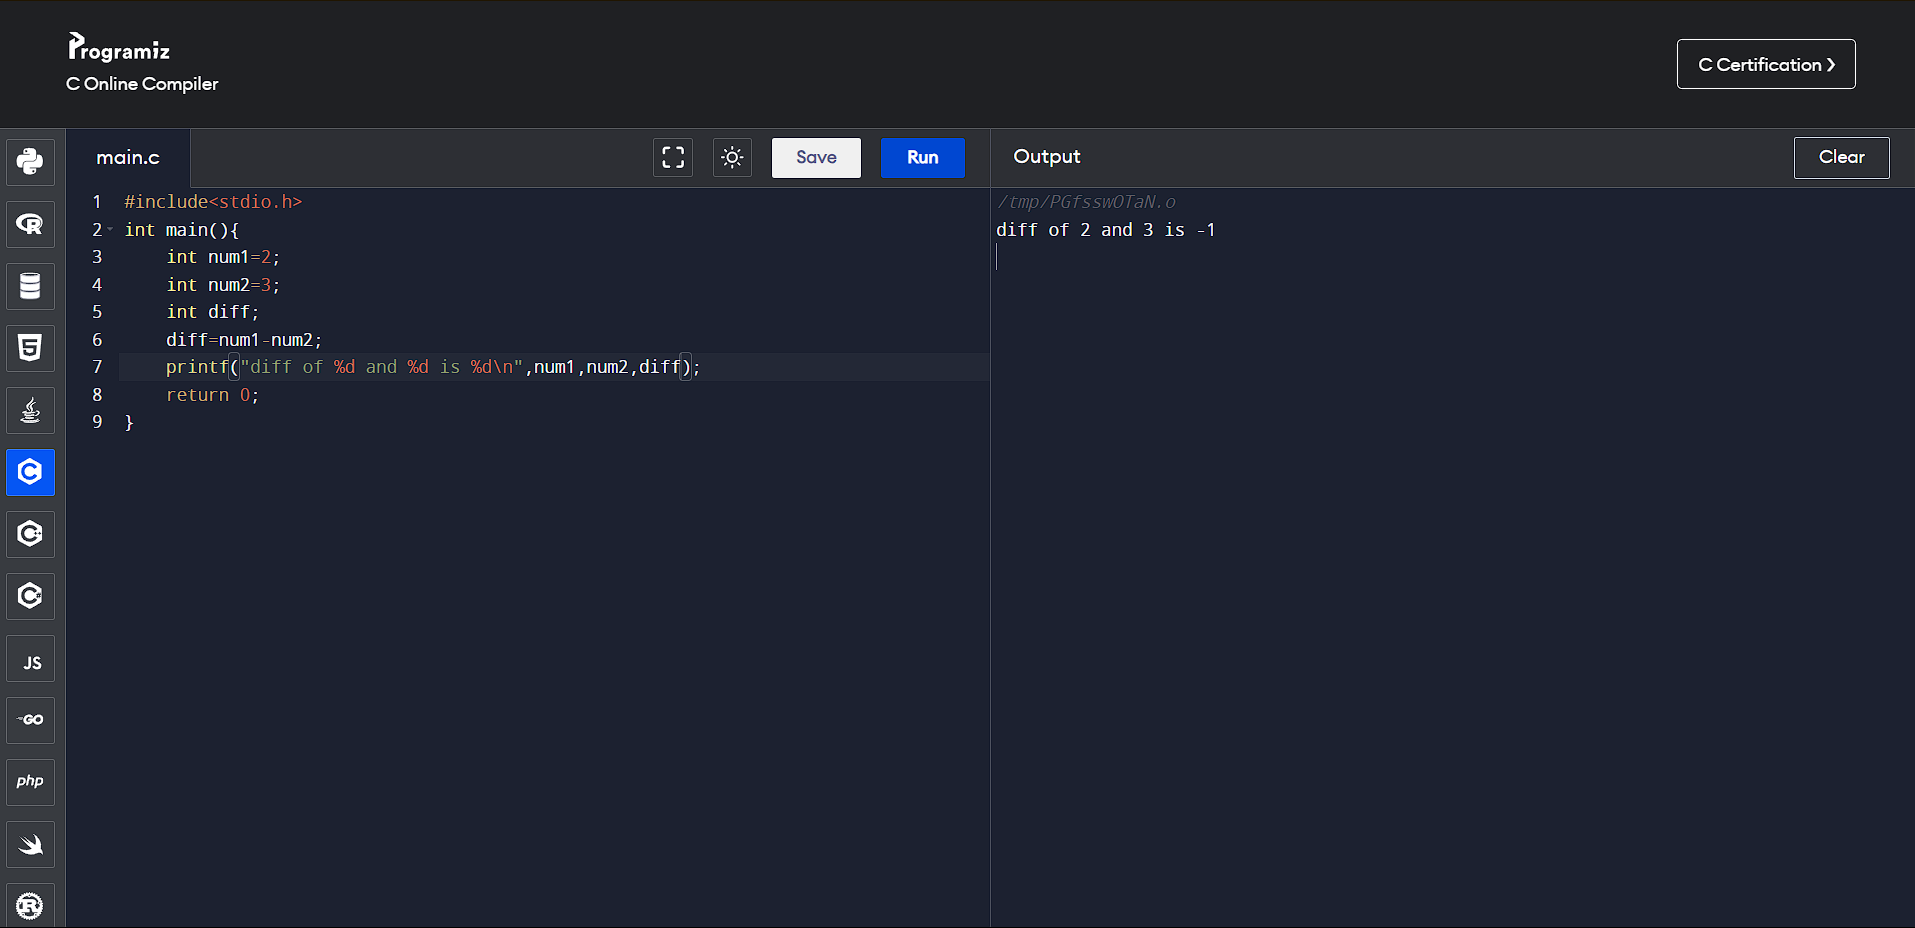 Programiz
C Online Compiler
C Certification ❯
main.c
Save
Run
Output
Clear
1 #include<stdio.h>
2 int main(){
3     int num1=2;
4     int num2=3;
5     int diff;
6     diff=num1-num2;
7     printf("diff of %d and %d is %d\n",num1,num2,diff);
8     return 0;
9 }
/tmp/PGfsswOTaN.o
diff of 2 and 3 is -1
R
5
C
C++
C#
JS
GO
php
R